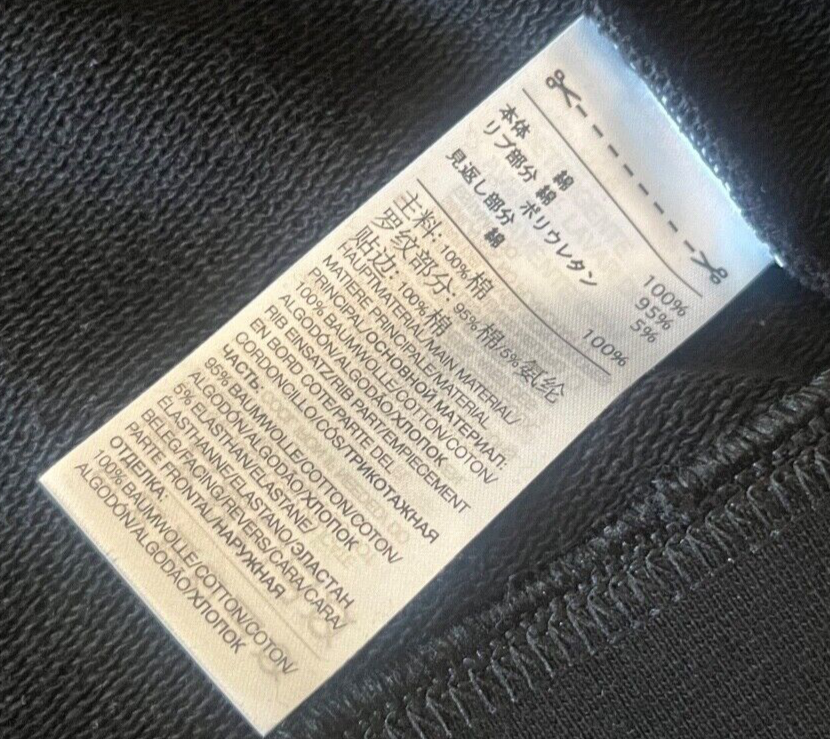 本体 綿 100%
リブ部分 綿 95%
ポリウレタン 5%
見返し部分 綿 100%
主料: 100%棉
罗纹部分: 95%棉/5%氨纶
贴边: 100%棉
HAUPTMATERIAL/MAIN MATERIAL/
MATIERE PRINCIPALE/MATERIAL
PRINCIPAL/ОСНОВНОЙ МАТЕРИАЛ:
100% BAUMWOLLE/COTTON/COTON/
ALGODÓN/ALGODÃO/ХЛОПОК
RIB EINSATZ/RIB PART/EMPIECEMENT
EN BORD COTE/PARTE DEL
CORDONCILLO/CÓS/ТРИКОТАЖНАЯ
ЧАСТЬ:
95% BAUMWOLLE/COTTON/COTON/
ALGODÓN/ALGODÃO/ХЛОПОК
5% ELASTHAN/ELASTANE/
ÉLASTHANNE/ELASTANO/ЭЛАСТАН
BELEG/FACING/REVERS/CARA/CARA/
PARTE FRONTAL/НАРУЖНАЯ
ОТДЕЛКА:
100% BAUMWOLLE/COTTON/COTON/
ALGODÓN/ALGODÃO/ХЛОПОК